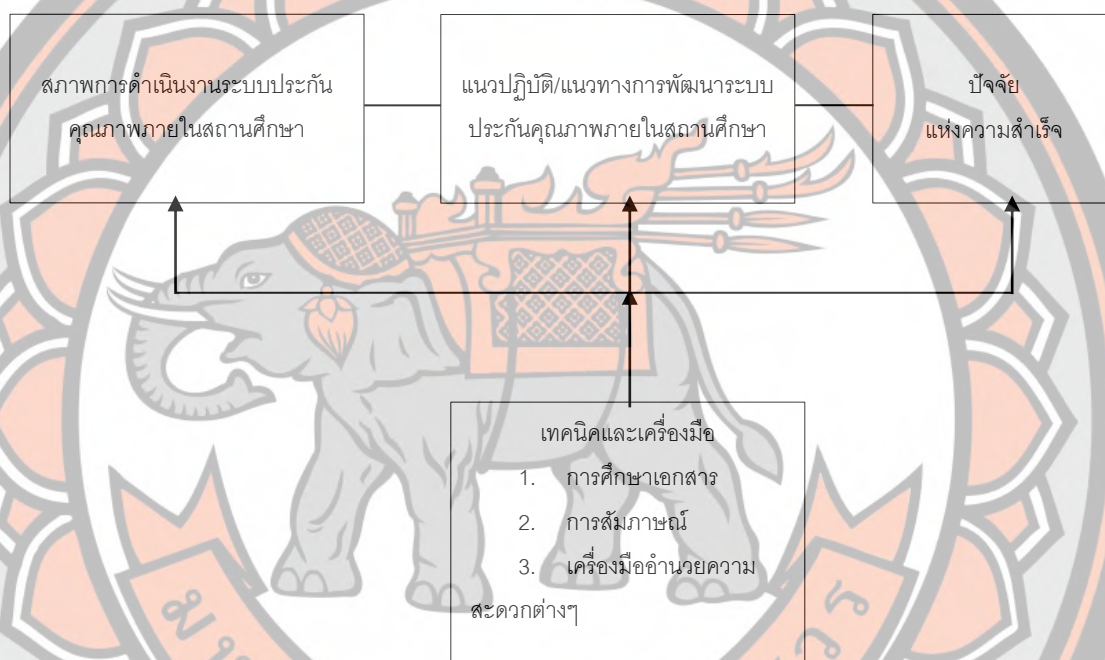 สภาพการดำเนินงานระบบประกัน
คุณภาพภายในสถานศึกษา
แนวปฏิบัติ/แนวทางการพัฒนาระบบ
ประกันคุณภาพภายในสถานศึกษา
ปัจจัย
แห่งความสำเร็จ
เทคนิคและเครื่องมือ
1. การศึกษาเอกสาร
2. การสัมภาษณ์
3. เครื่องมืออำนวยความ
สะดวกต่างๆ